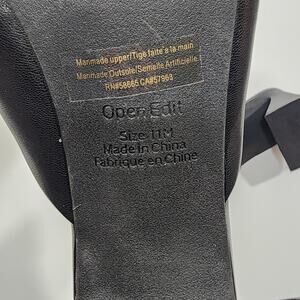 Manmade upper/Tige faite à la main
Manmade Outsole/Semelle Artificielle
RN#58665 CA#57963
Open Edit
Size: 11M
Made in China
Fabriqué en Chine